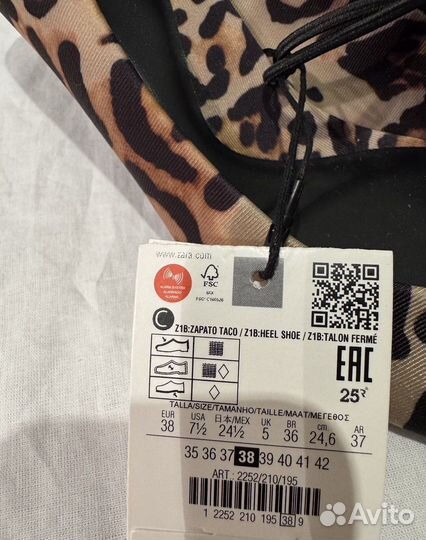 www.zara.com
ALARM SYSTEM
FSC
MIX
C
Z1B:ZAPATO TACO / Z1B:HEEL SHOE / Z1B:TALON FERMÉ
EAC
25
TALLA/SIZE/TAMANHO/TAILLE/MAAT/ΜΕΓΕΘΟΣ
EUR USA 日本/MEX UK BR cm AR
38 7½ 24½ 5 36 24,6 37
35 36 37 38 39 40 41 42
ART : 2252/210/195
1 2252 210 195 38 9
Avito